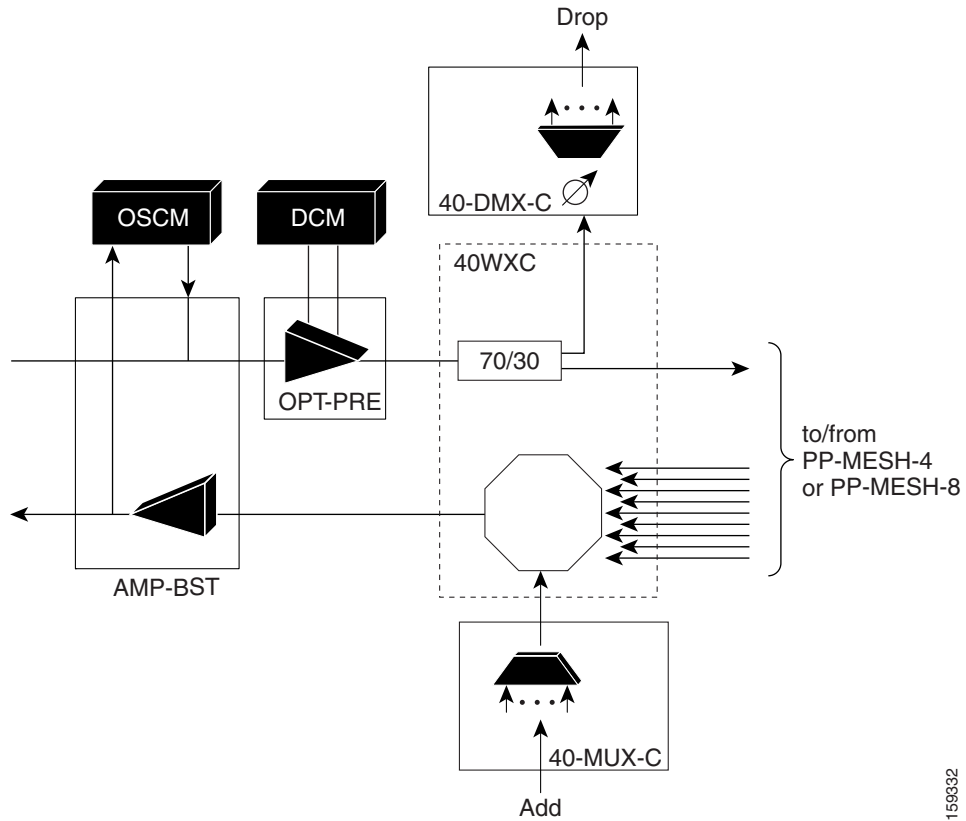 Drop
40-DMX-C
OSCM
DCM
40WXC
70/30
OPT-PRE
to/from
PP-MESH-4
or PP-MESH-8
AMP-BST
40-MUX-C
Add
159332